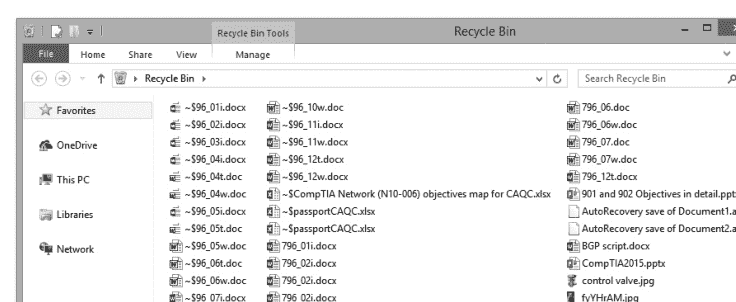 Recycle Bin Tools
Recycle Bin
File
Home
Share
View
Manage
Recycle Bin
Search Recycle Bin
Favorites
OneDrive
This PC
Libraries
Network
~$96_01i.docx
~$96_02i.docx
~$96_03i.docx
~$96_04i.docx
~$96_04t.doc
~$96_04w.doc
~$96_05i.docx
~$96_05t.doc
~$96_05w.doc
~$96_06t.doc
~$96_06w.doc
~$96_07i.docx
~$96_10w.doc
~$96_11i.docx
~$96_11w.docx
~$96_12t.docx
~$96_12w.docx
~$CompTIA Network (N10-006) objectives map for CAQC.xlsx
~$passportCAQC.xlsx
~$passportCAQC.xlsx
796_01i.docx
796_02i.docx
796_02i.docx
796_02i.docx
796_06.doc
796_06w.doc
796_07.doc
796_07w.doc
796_12t.docx
901 and 902 Objectives in detail.ppt
AutoRecovery save of Document1.a
AutoRecovery save of Document2.a
BGP script.docx
CompTIA2015.pptx
control valve.jpg
fyYHrAM.jpg